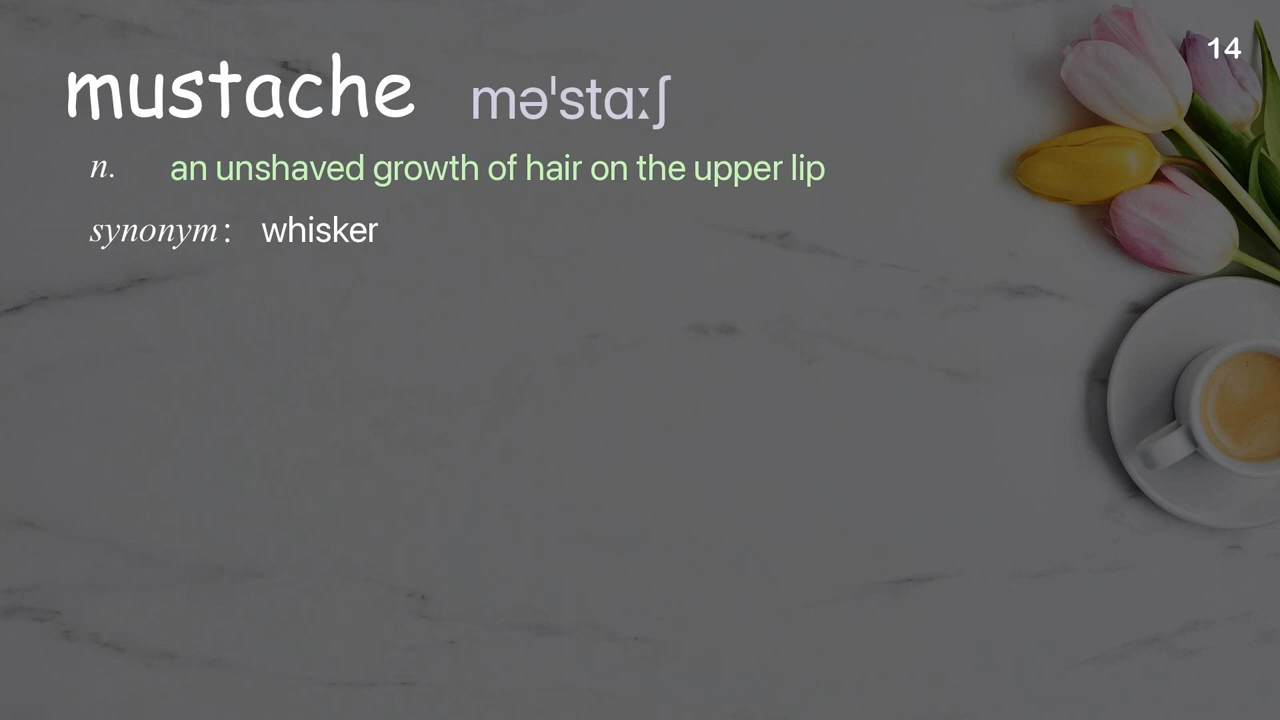 14
mustache məˈstɑːʃ
n. an unshaved growth of hair on the upper lip
synonym: whisker